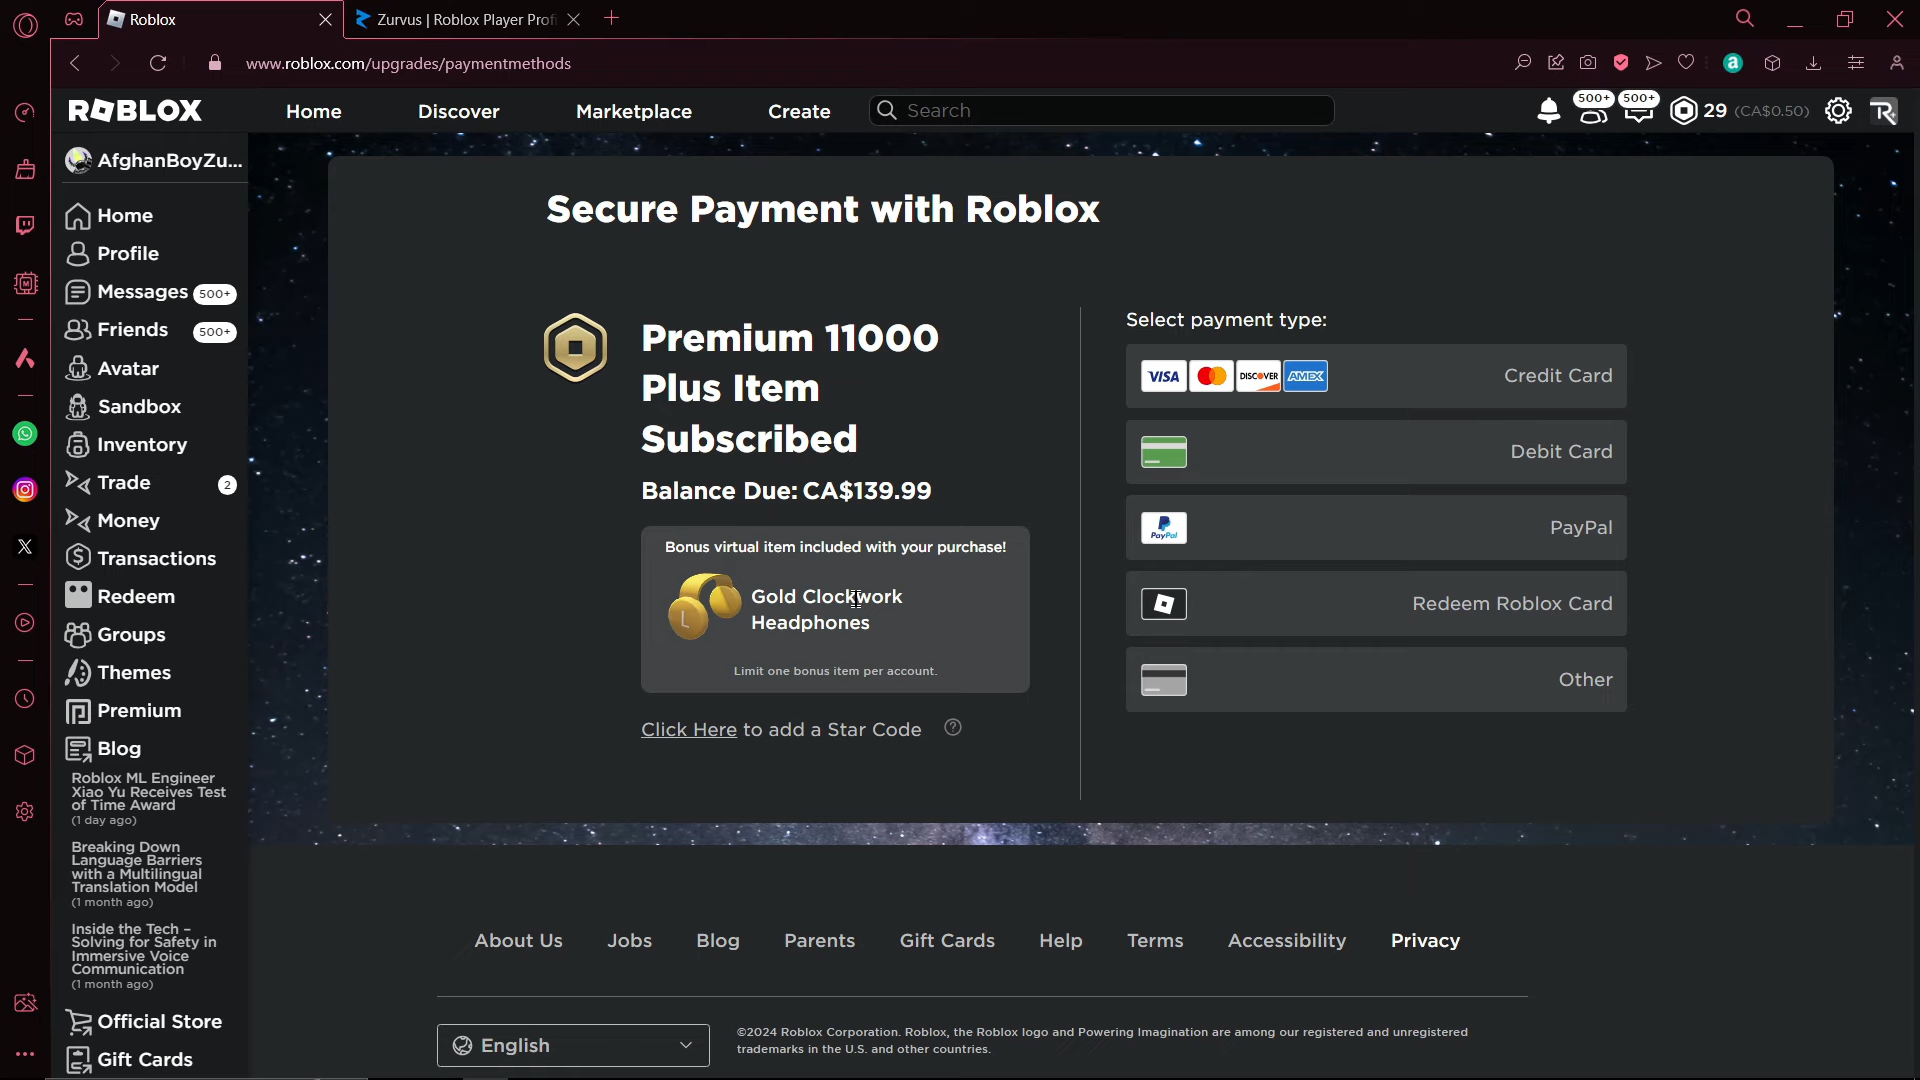 Roblox
Zurvus | Roblox Player Prof
www.roblox.com/upgrades/paymentmethods
a
ROBLOX
Home
Discover
Marketplace
Create
Search
500+
500+
29 (CA$0.50)
AfghanBoyZu...
Home
Profile
Messages 500+
Friends 500+
Avatar
Sandbox
Inventory
Trade 2
Money
Transactions
Redeem
Groups
Themes
Premium
Blog
Roblox ML Engineer
Xiao Yu Receives Test
of Time Award
(1 day ago)
Breaking Down
Language Barriers
with a Multilingual
Translation Model
(1 month ago)
Inside the Tech –
Solving for Safety in
Immersive Voice
Communication
(1 month ago)
Official Store
Gift Cards
Secure Payment with Roblox
Premium 11000
Plus Item
Subscribed
Balance Due: CA$139.99
Bonus virtual item included with your purchase!
L
Gold Clockwork
Headphones
Limit one bonus item per account.
Click Here to add a Star Code
Select payment type:
VISA DISCOVER AMEX Credit Card
Debit Card
PayPal PayPal
Redeem Roblox Card
Other
About Us
Jobs
Blog
Parents
Gift Cards
Help
Terms
Accessibility
Privacy
English
©2024 Roblox Corporation. Roblox, the Roblox logo and Powering Imagination are among our registered and unregistered
trademarks in the U.S. and other countries.